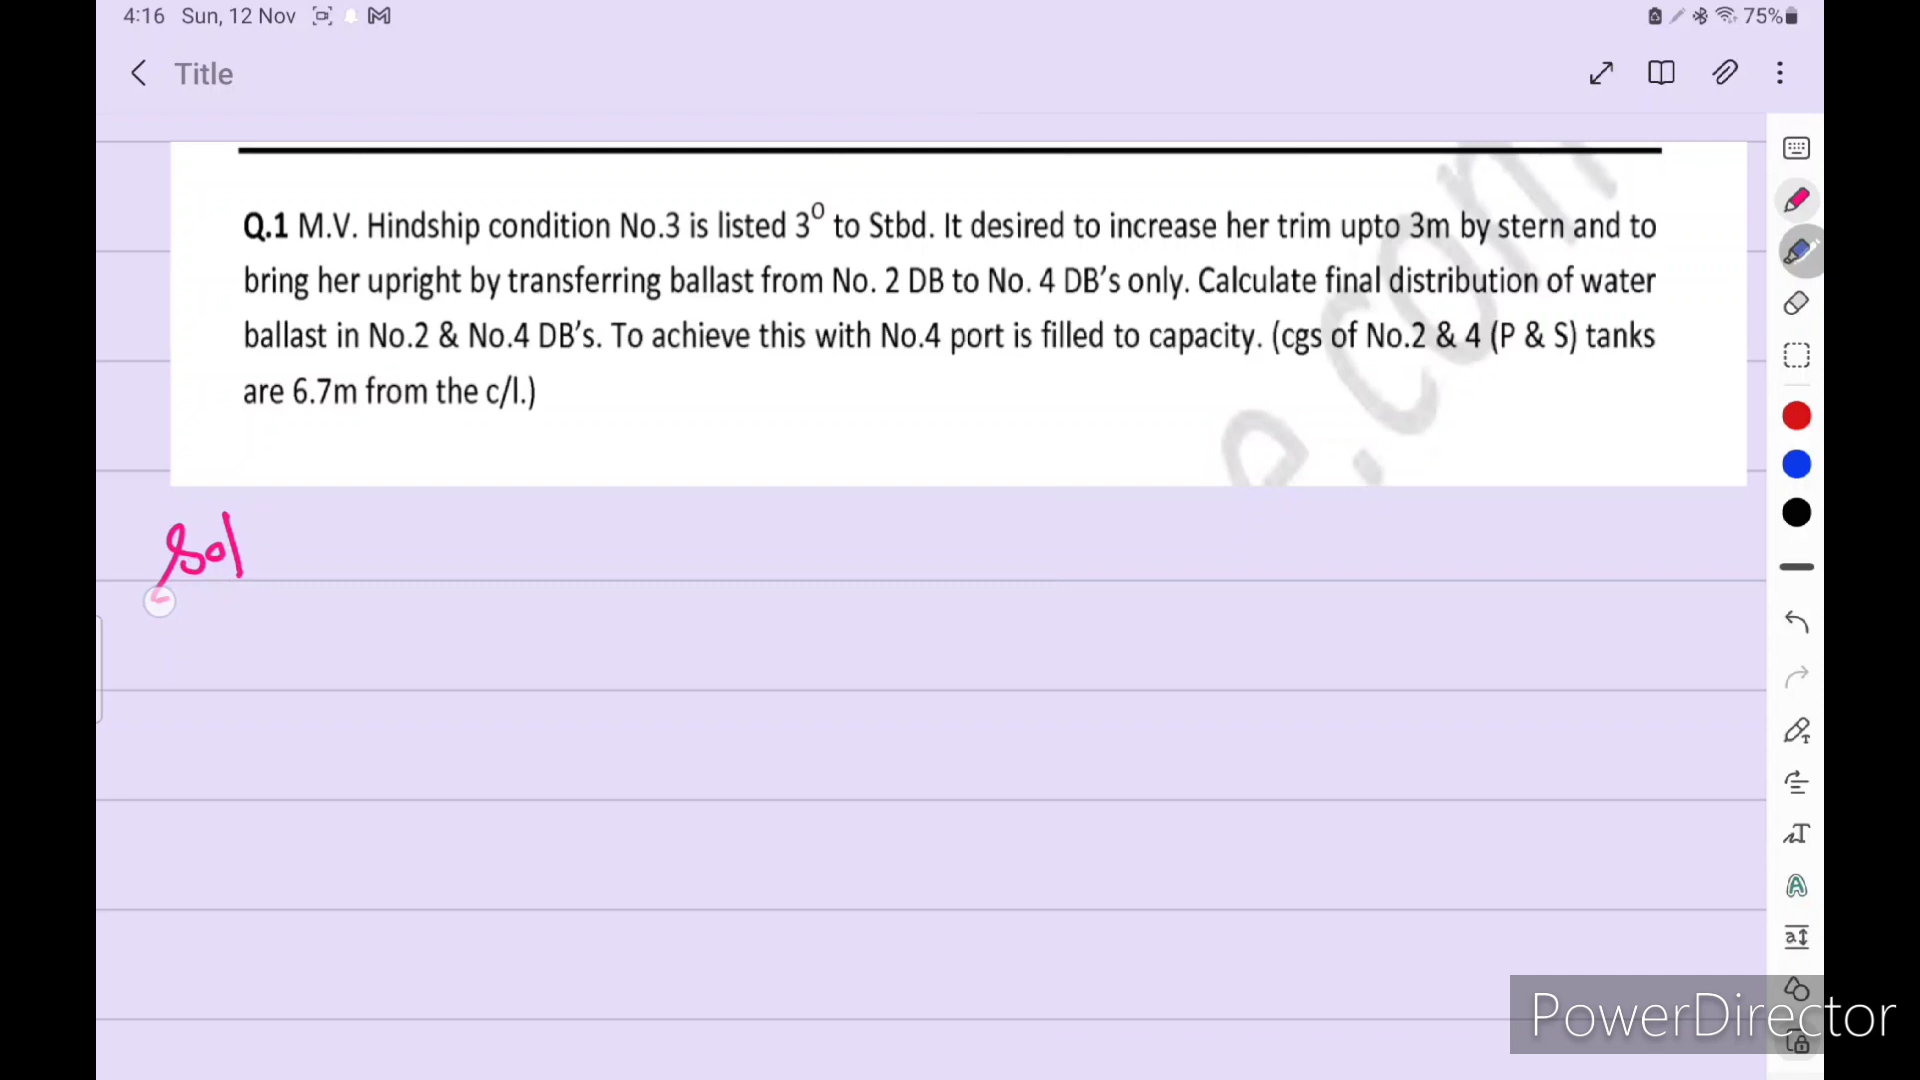 4:16 Sun, 12 Nov
75%
Title
Q.1 M.V. Hindship condition No.3 is listed 3⁰ to Stbd. It desired to increase her trim upto 3m by stern and to
bring her upright by transferring ballast from No. 2 DB to No. 4 DB’s only. Calculate final distribution of water
ballast in No.2 & No.4 DB’s. To achieve this with No.4 port is filled to capacity. (cgs of No.2 & 4 (P & S) tanks
are 6.7m from the c/l.)
e.com
Sol
PowerDirector